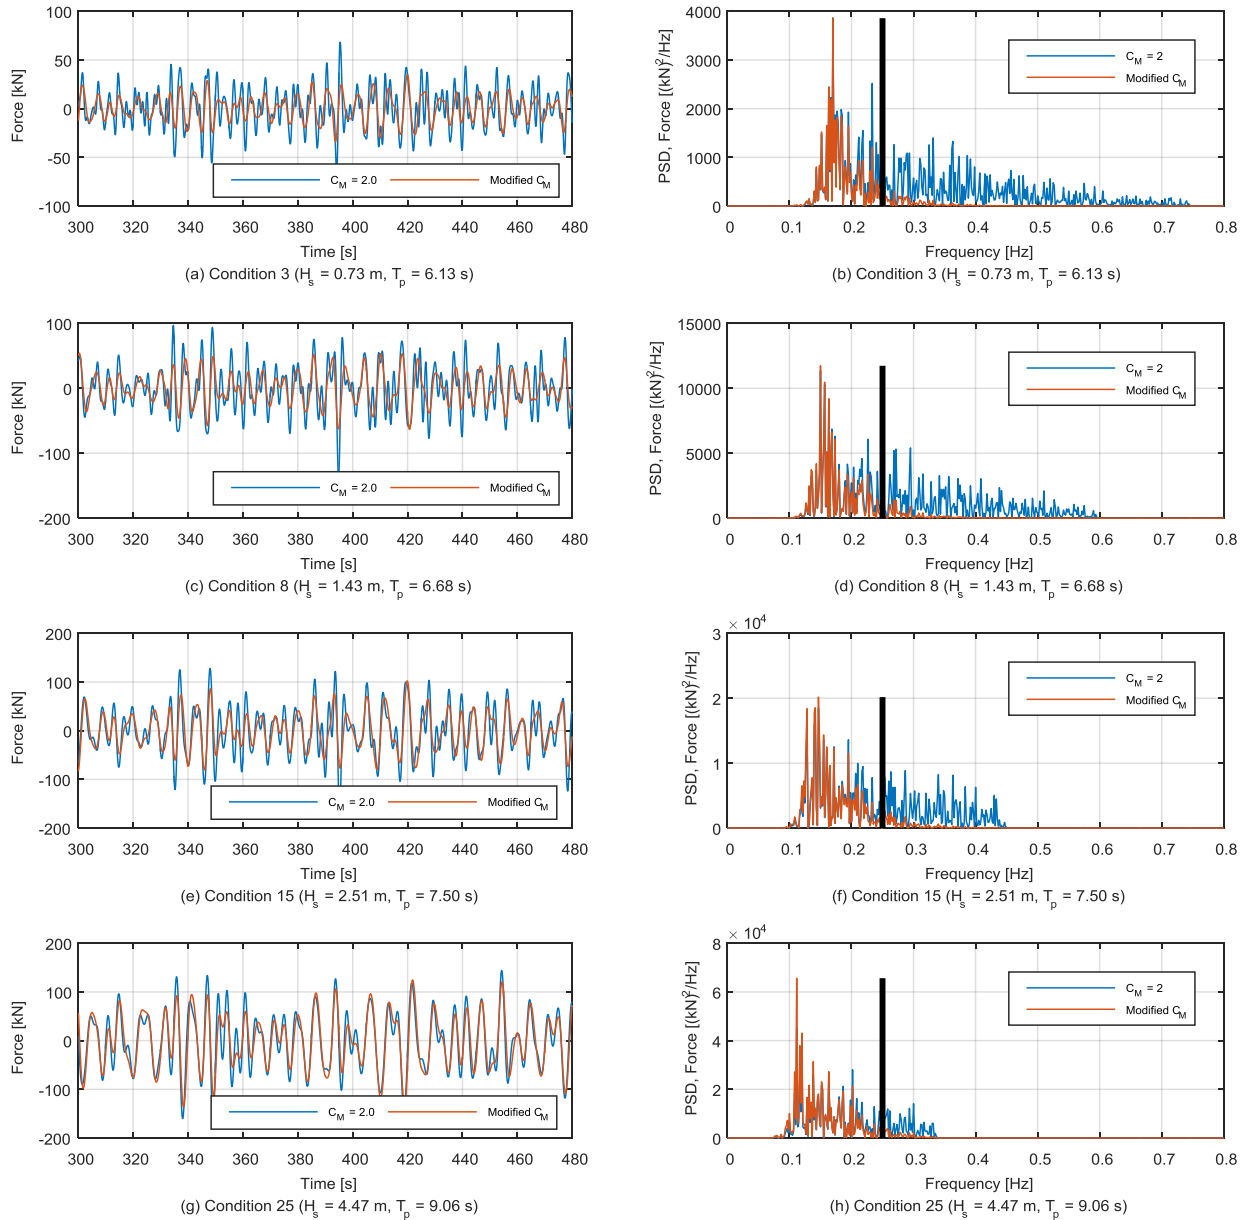 100
50
0
-50
-100
Force [kN]
C_M = 2.0 Modified C_M
300 320 340 360 380 400 420 440 460 480
Time [s]
(a) Condition 3 (H_s = 0.73 m, T_p = 6.13 s)
4000
3000
2000
1000
0
PSD, Force [(kN)^2/Hz]
C_M = 2
Modified C_M
0 0.1 0.2 0.3 0.4 0.5 0.6 0.7 0.8
Frequency [Hz]
(b) Condition 3 (H_s = 0.73 m, T_p = 6.13 s)
100
0
-100
-200
Force [kN]
C_M = 2.0 Modified C_M
300 320 340 360 380 400 420 440 460 480
Time [s]
(c) Condition 8 (H_s = 1.43 m, T_p = 6.68 s)
15000
10000
5000
0
PSD, Force [(kN)^2/Hz]
C_M = 2
Modified C_M
0 0.1 0.2 0.3 0.4 0.5 0.6 0.7 0.8
Frequency [Hz]
(d) Condition 8 (H_s = 1.43 m, T_p = 6.68 s)
200
100
0
-100
-200
Force [kN]
C_M = 2.0 Modified C_M
300 320 340 360 380 400 420 440 460 480
Time [s]
(e) Condition 15 (H_s = 2.51 m, T_p = 7.50 s)
× 10^4
3
2
1
0
PSD, Force [(kN)^2/Hz]
C_M = 2
Modified C_M
0 0.1 0.2 0.3 0.4 0.5 0.6 0.7 0.8
Frequency [Hz]
(f) Condition 15 (H_s = 2.51 m, T_p = 7.50 s)
200
100
0
-100
-200
Force [kN]
C_M = 2.0 Modified C_M
300 320 340 360 380 400 420 440 460 480
Time [s]
(g) Condition 25 (H_s = 4.47 m, T_p = 9.06 s)
× 10^4
8
6
4
2
0
PSD, Force [(kN)^2/Hz]
C_M = 2
Modified C_M
0 0.1 0.2 0.3 0.4 0.5 0.6 0.7 0.8
Frequency [Hz]
(h) Condition 25 (H_s = 4.47 m, T_p = 9.06 s)